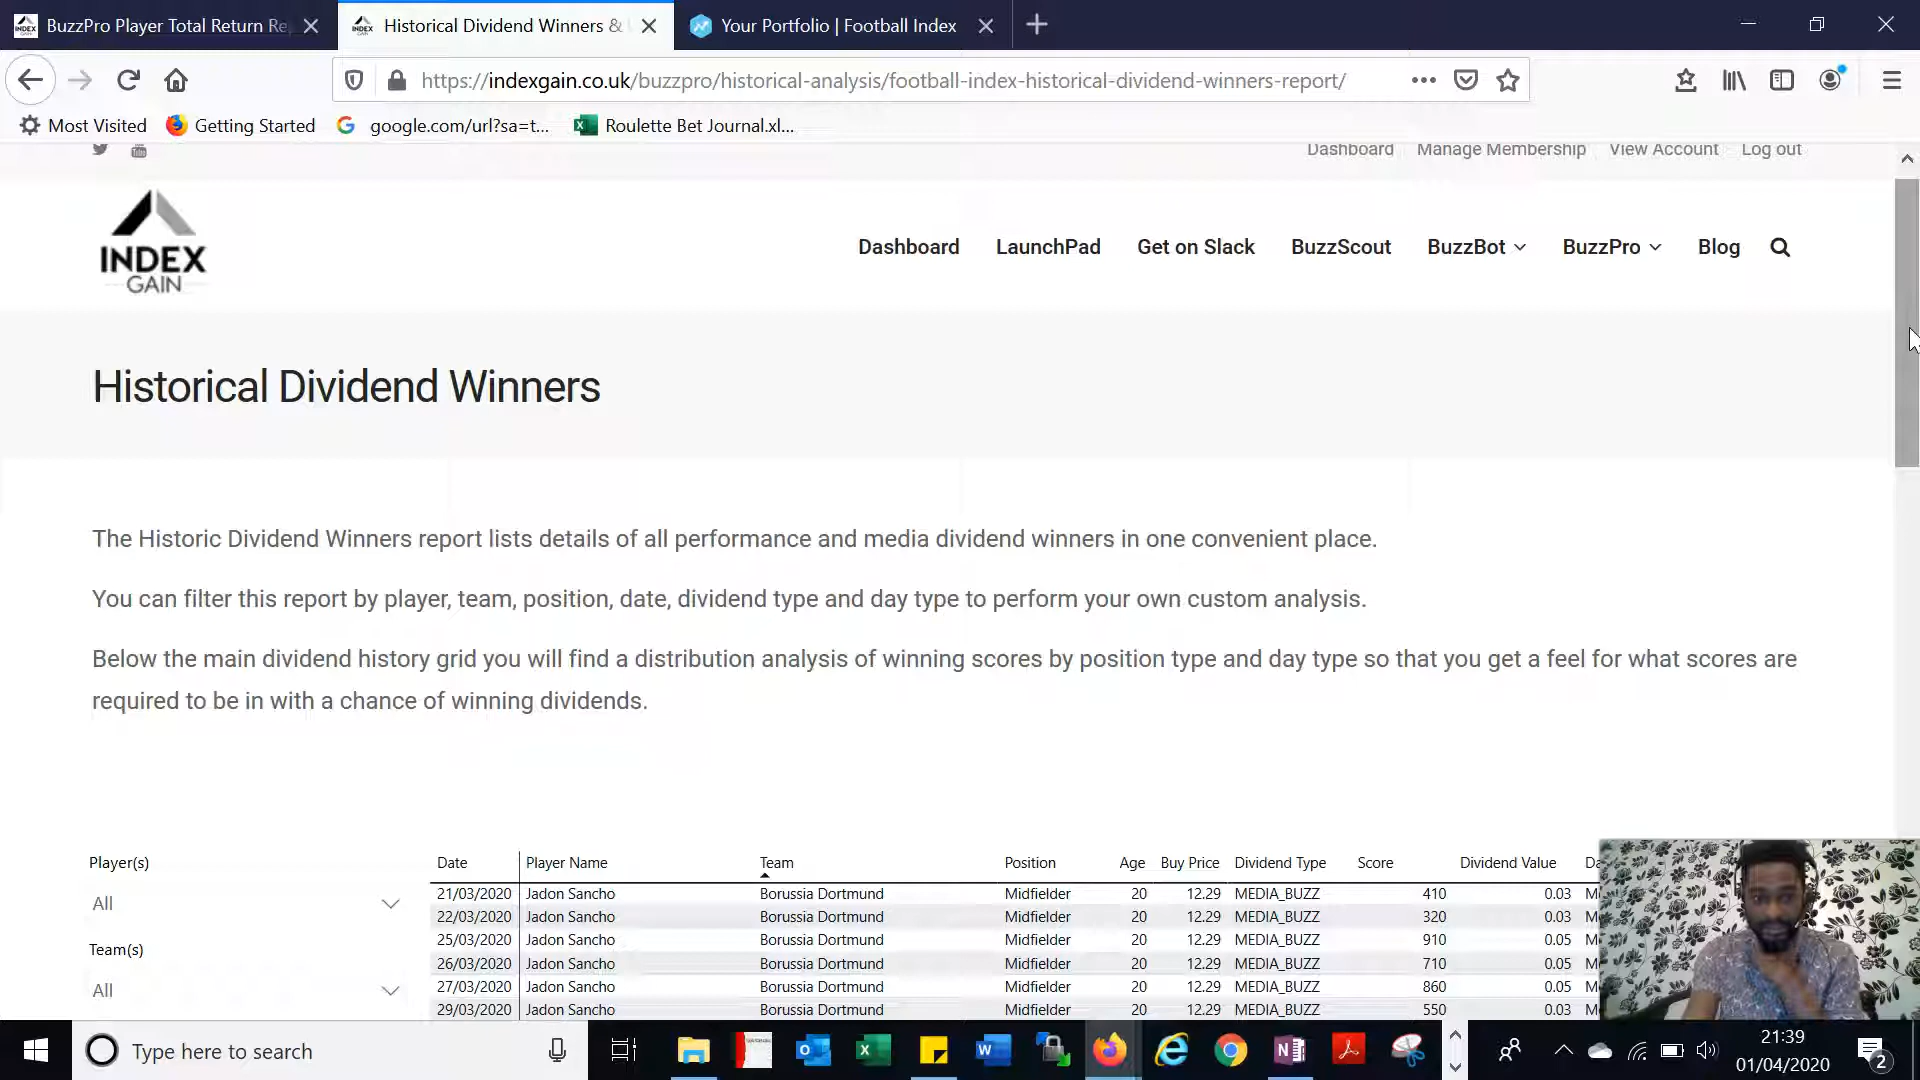 BuzzPro Player Total Return Re
Historical Dividend Winners &
Your Portfolio | Football Index
https://indexgain.co.uk/buzzpro/historical-analysis/football-index-historical-dividend-winners-report/
Most Visited
Getting Started
google.com/url?sa=t...
Roulette Bet Journal.xl...
Dashboard Manage Membership View Account Log out
INDEX
GAIN
Dashboard LaunchPad Get on Slack BuzzScout BuzzBot BuzzPro Blog
Historical Dividend Winners
The Historic Dividend Winners report lists details of all performance and media dividend winners in one convenient place.
You can filter this report by player, team, position, date, dividend type and day type to perform your own custom analysis.
Below the main dividend history grid you will find a distribution analysis of winning scores by position type and day type so that you get a feel for what scores are
required to be in with a chance of winning dividends.
Player(s)
All
Team(s)
All
Date Player Name Team Position Age Buy Price Dividend Type Score Dividend Value
21/03/2020 Jadon Sancho Borussia Dortmund Midfielder 20 12.29 MEDIA_BUZZ 410 0.03
22/03/2020 Jadon Sancho Borussia Dortmund Midfielder 20 12.29 MEDIA_BUZZ 320 0.03
25/03/2020 Jadon Sancho Borussia Dortmund Midfielder 20 12.29 MEDIA_BUZZ 910 0.05
26/03/2020 Jadon Sancho Borussia Dortmund Midfielder 20 12.29 MEDIA_BUZZ 710 0.05
27/03/2020 Jadon Sancho Borussia Dortmund Midfielder 20 12.29 MEDIA_BUZZ 860 0.05
29/03/2020 Jadon Sancho Borussia Dortmund Midfielder 20 12.29 MEDIA_BUZZ 550 0.03
Type here to search
21:39
01/04/2020
2